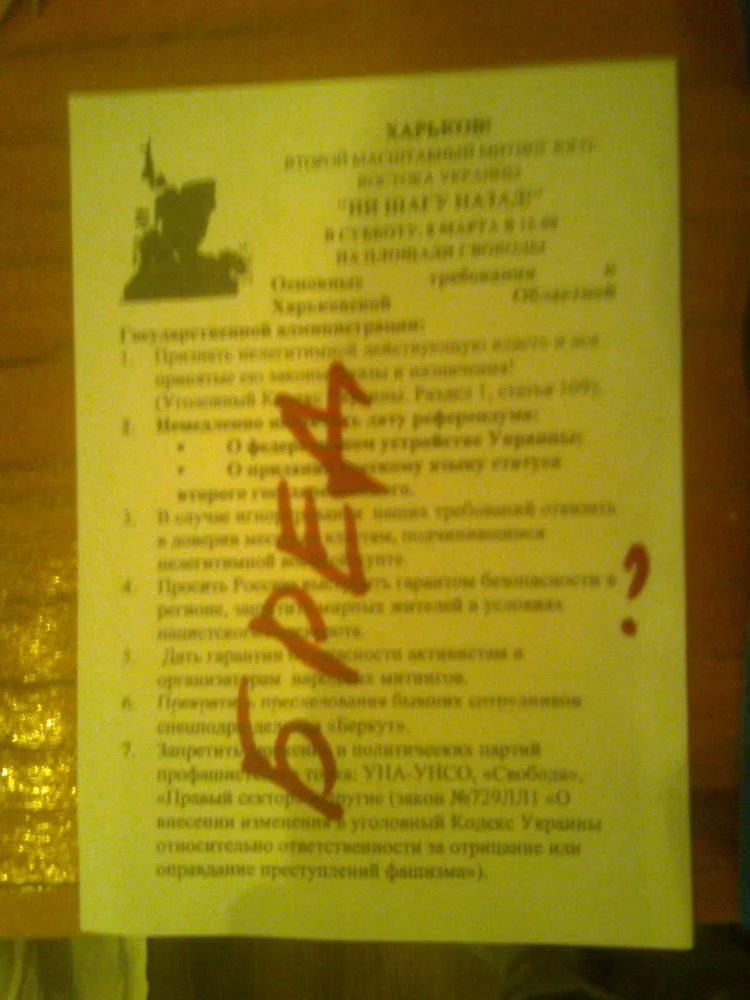 ХАРЬКОВ!
ВТОРОЙ МАСШТАБНЫЙ МИТИНГ ЮГО-
ВОСТОКА УКРАИНЫ
"НИ ШАГУ НАЗАД!"
В СУББОТУ, 8 МАРТА В 12-00
НА ПЛОЩАДИ СВОБОДЫ
Основные требования к
Харьковской Областной
Государственной администрации:
1. Признать нелегитимной действующую власть и все
принятые ею законы, указы и назначения!
(Уголовный Кодекс Украины. Раздел 1, статья 109).
2. Немедленно назначить дату референдума:
• О федеративном устройстве Украины;
• О придании русскому языку статуса
второго государственного.
3. В случае игнорирования наших требований отказать
в доверии местным властям, подчинившимся
нелегитимной
4. Просить Россию выступить гарантом безопасности в
регионе, защитить мирных жителей в условиях
нацистского переворота.
5. Дать гарантии безопасности активистам и
организаторам народных митингов.
6. Прекратить преследования бывших сотрудников
спецподразделения «Беркут».
7. Запретить движения и политических партий
профашистского толка: УНА-УНСО, «Свобода»,
«Правый сектор» и другие (закон №729ЛЛ1 «О
внесении изменения в уголовный Кодекс Украины
относительно ответственности за отрицание или
оправдание преступлений фашизма»).
БРЕД
?